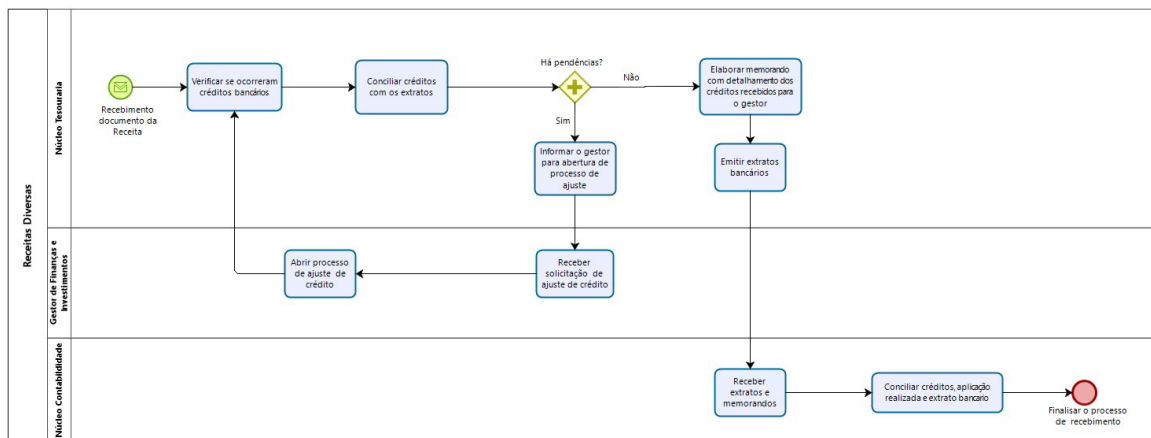 Receitas Diversas
Núcleo Tesouraria
Recebimento
documento da
Receita
Verificar se ocorreram
créditos bancários
Conciliar créditos
com os extratos
Há pendências?
Não
Sim
Elaborar memorando
com detalhamento dos
créditos recebidos para
o gestor
Informar o gestor
para abertura de
processo de
ajuste
Emitir extratos
bancários
Gestor de Finanças e
Investimentos
Abrir processo
de ajuste de
crédito
Receber
solicitação de
ajuste de crédito
Núcleo Contabilididade
Receber
extratos e
memorandos
Conciliar créditos, aplicação
realizada e extrato bancario
Finalisar o processo
de recebimento